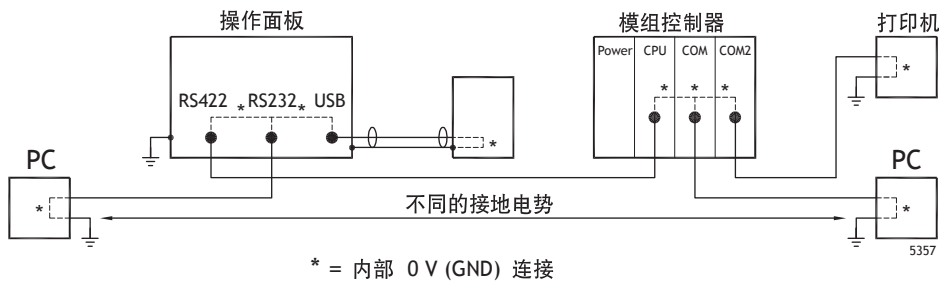 操作面板
模组控制器
打印机
Power CPU COM COM2
*
* * *
RS422 * RS232 * USB
*
PC
PC
*
*
不同的接地电势
5357
* = 内部 0 V (GND) 连接